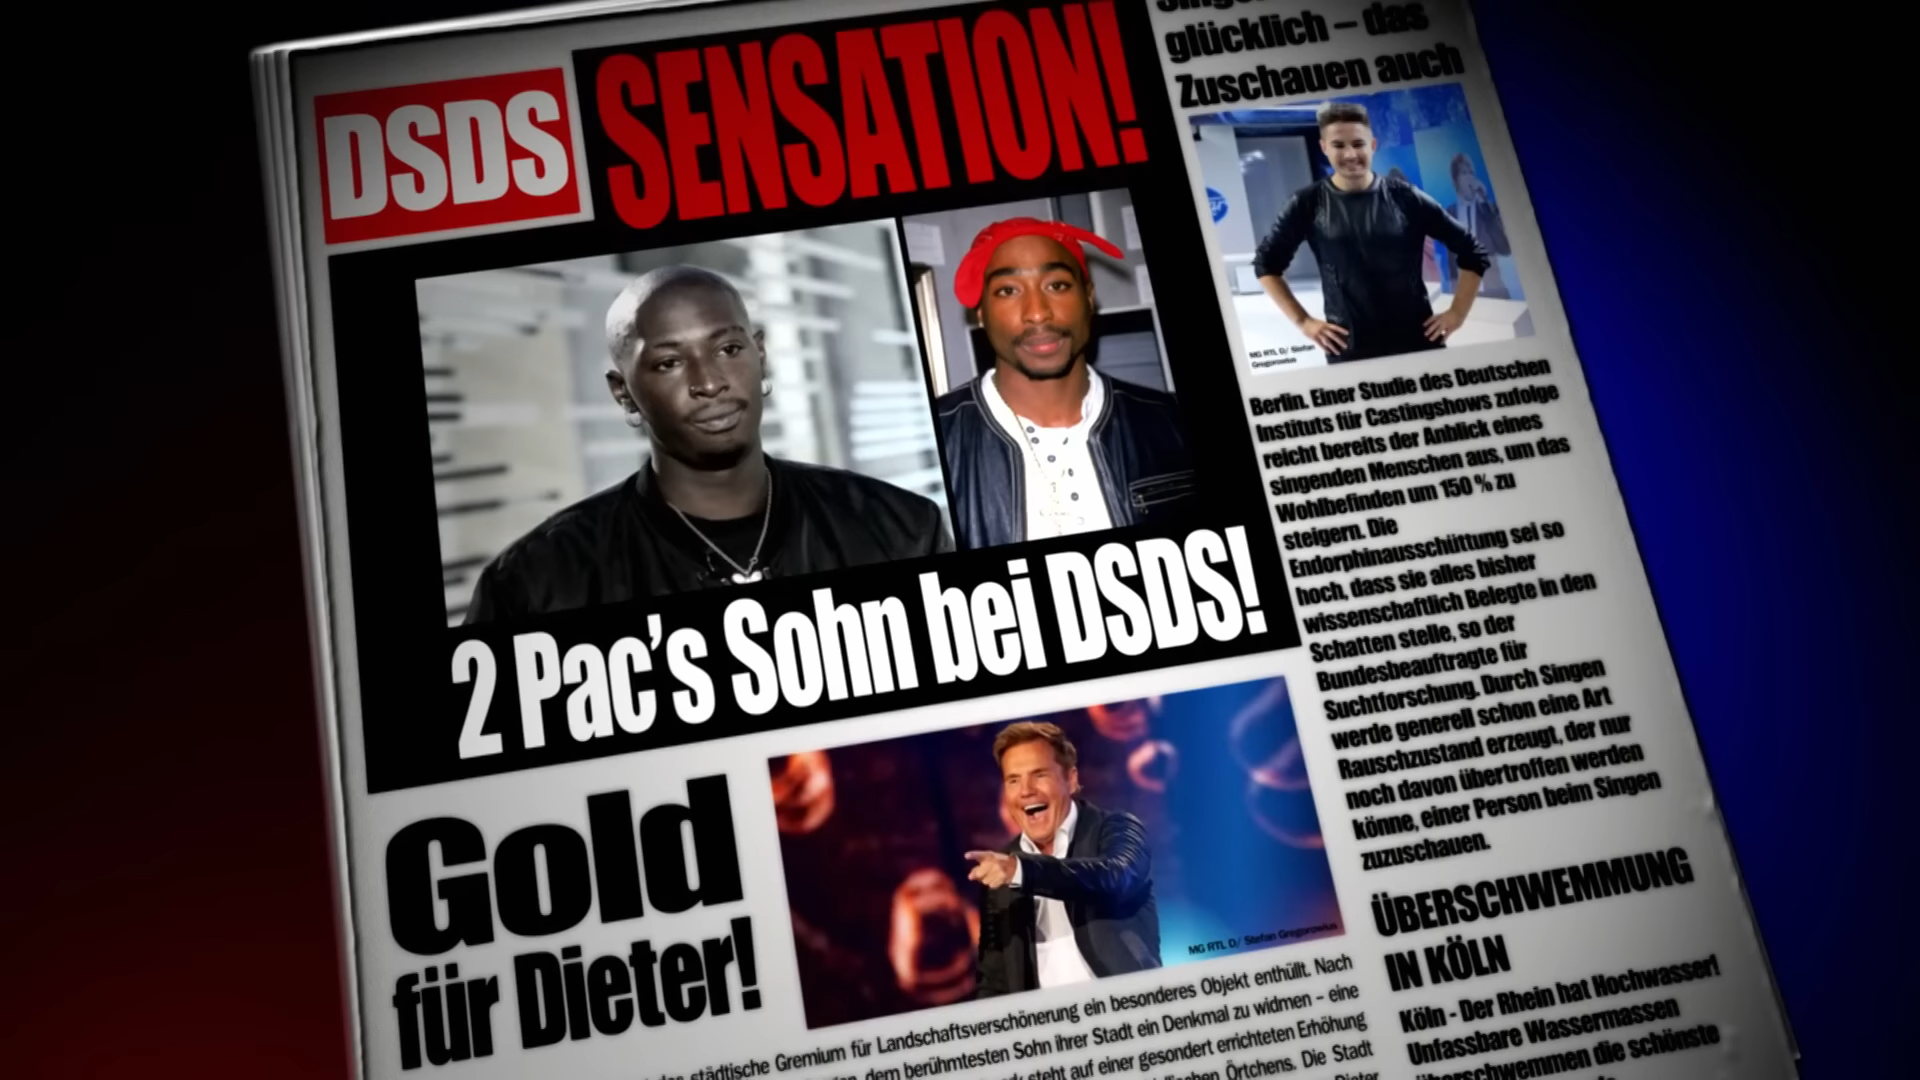 DSDS
SENSATION!
2 Pac's Sohn bei DSDS!
Gold
für Dieter!
MG RTL D/ Stefan Gregorowius
städtische Gremium für Landschaftsverschönerung ein besonderes Objekt enthüllt. Nach
dem berühmtesten Sohn ihrer Stadt ein Denkmal zu widmen – eine
steht auf einer gesondert errichteten Erhöhung
Örtchens. Die Stadt
Dieter
glücklich – das
Zuschauen auch
MG RTL D/ Stefan
Gregorowius
Berlin. Einer Studie des Deutschen
Instituts für Castingshows zufolge
reicht bereits der Anblick eines
singenden Menschen aus, um das
Wohlbefinden um 150 % zu
steigern. Die
Endorphinausschüttung sei so
hoch, dass sie alles bisher
wissenschaftlich Belegte in den
Schatten stelle, so der
Bundesbeauftragte für
Suchtforschung. Durch Singen
werde generell schon eine Art
Rauschzustand erzeugt, der nur
noch davon übertroffen werden
könne, einer Person beim Singen
zuzuschauen.
ÜBERSCHWEMMUNG
IN KÖLN
Köln - Der Rhein hat Hochwasser!
Unfassbare Wassermassen
überschwemmen die schönste